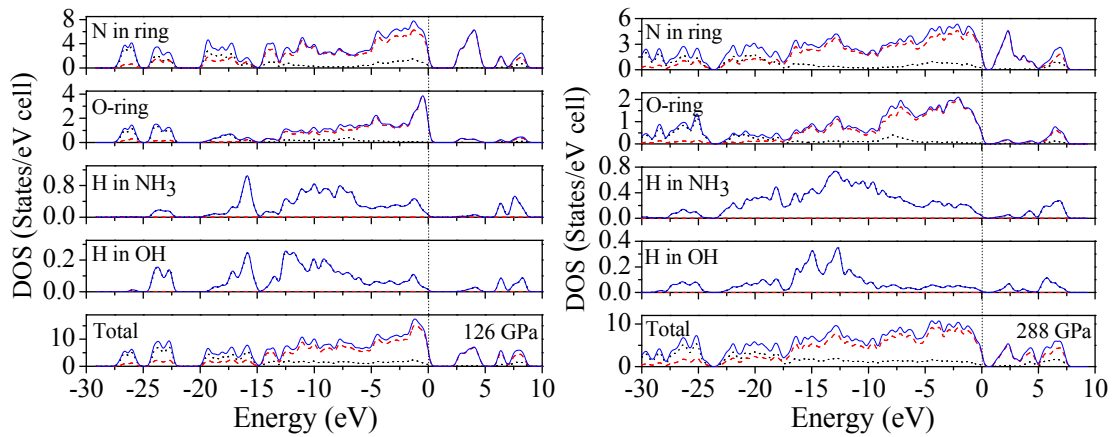 DOS (States/eV cell)
8
4
0
N in ring
4
2
0
O-ring
0.8
0.4
0.0
H in NH3
0.2
0.0
H in OH
10
0
Total
126 GPa
-30 -25 -20 -15 -10 -5 0 5 10
Energy (eV)
DOS (States/eV cell)
6
3
0
N in ring
2
1
0
O-ring
0.8
0.4
0.0
H in NH3
0.4
0.2
0.0
H in OH
10
0
Total
288 GPa
-30 -25 -20 -15 -10 -5 0 5 10
Energy (eV)